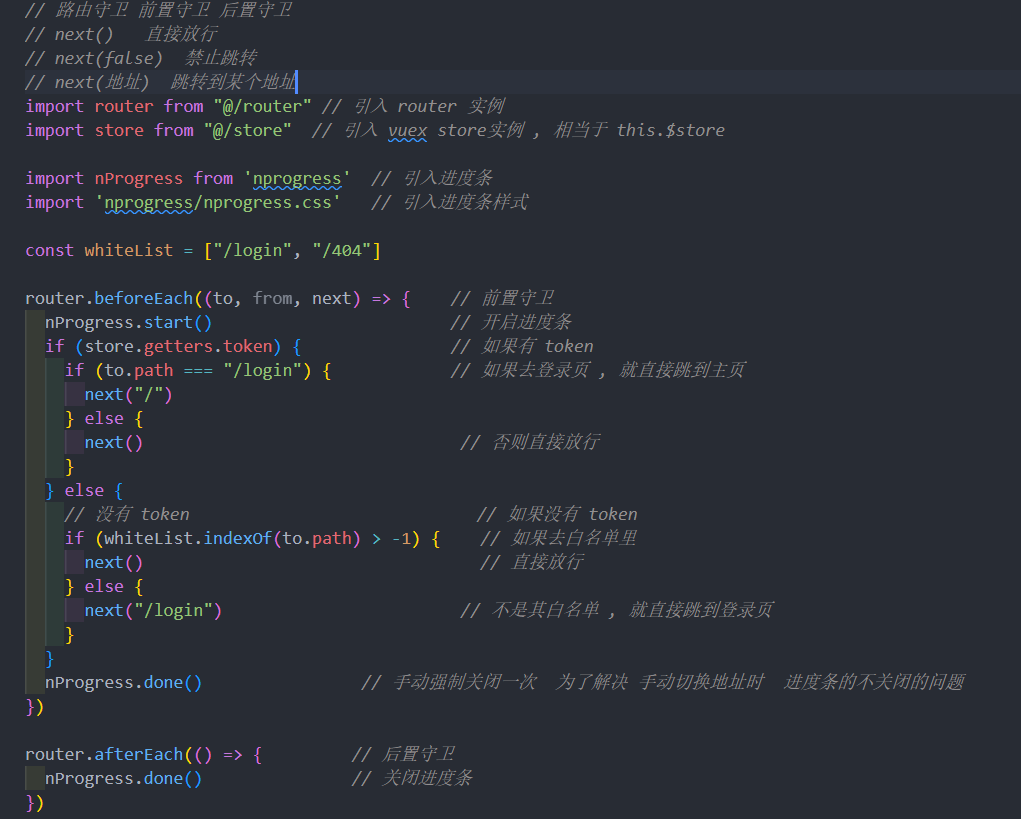 // 路由守卫 前置守卫 后置守卫
// next()   直接放行
// next(false)  禁止跳转
// next(地址)  跳转到某个地址
import router from "@/router" // 引入 router 实例
import store from "@/store"  // 引入 vuex store实例 , 相当于 this.$store
import nProgress from 'nprogress'  // 引入进度条
import 'nprogress/nprogress.css'   // 引入进度条样式
const whiteList = ["/login", "/404"]
router.beforeEach((to, from, next) => {    // 前置守卫
  nProgress.start()                        // 开启进度条
  if (store.getters.token) {               // 如果有 token
    if (to.path === "/login") {            // 如果去登录页 , 就直接跳到主页
      next("/")
    } else {
      next()                                // 否则直接放行
    }
  } else {
    // 没有 token                             // 如果没有 token
    if (whiteList.indexOf(to.path) > -1) {    // 如果去白名单里
      next()                                  // 直接放行
    } else {
      next("/login")                        // 不是其白名单 , 就直接跳到登录页
    }
  }
  nProgress.done()                // 手动强制关闭一次  为了解决 手动切换地址时  进度条的不关闭的问题
})
router.afterEach(() => {         // 后置守卫
  nProgress.done()               // 关闭进度条
})